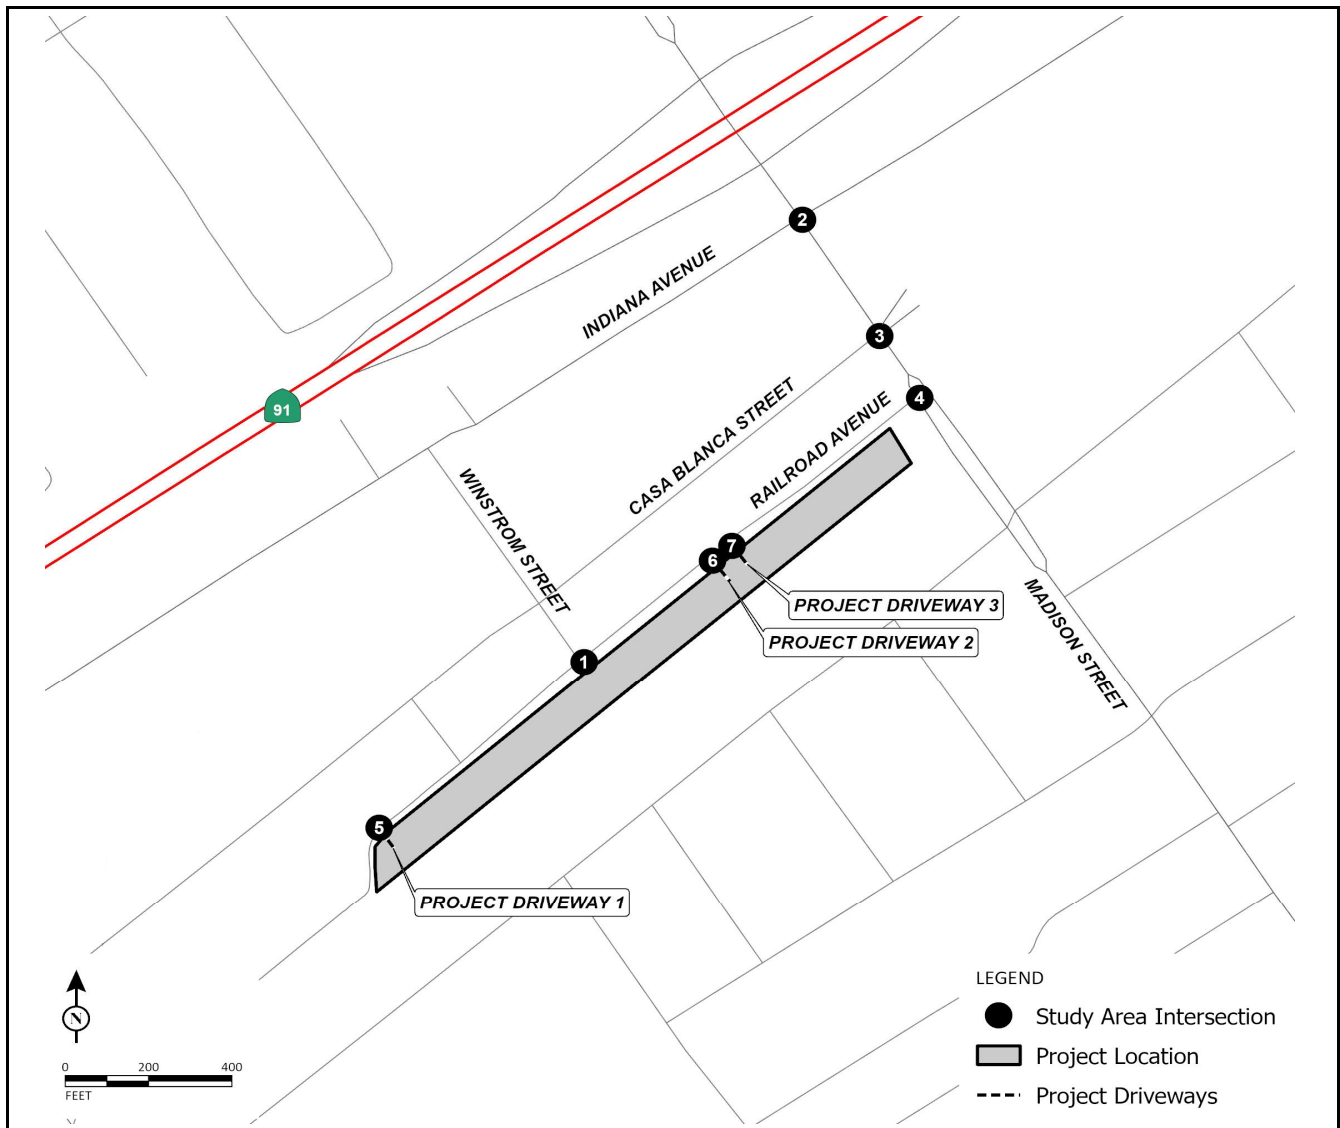 2
INDIANA AVENUE
3
91
CASA BLANCA STREET
RAILROAD AVENUE
4
WINSTROM STREET
7
6
PROJECT DRIVEWAY 3
PROJECT DRIVEWAY 2
MADISON STREET
1
5
PROJECT DRIVEWAY 1
N
0 200 400
FEET
LEGEND
Study Area Intersection
Project Location
Project Driveways